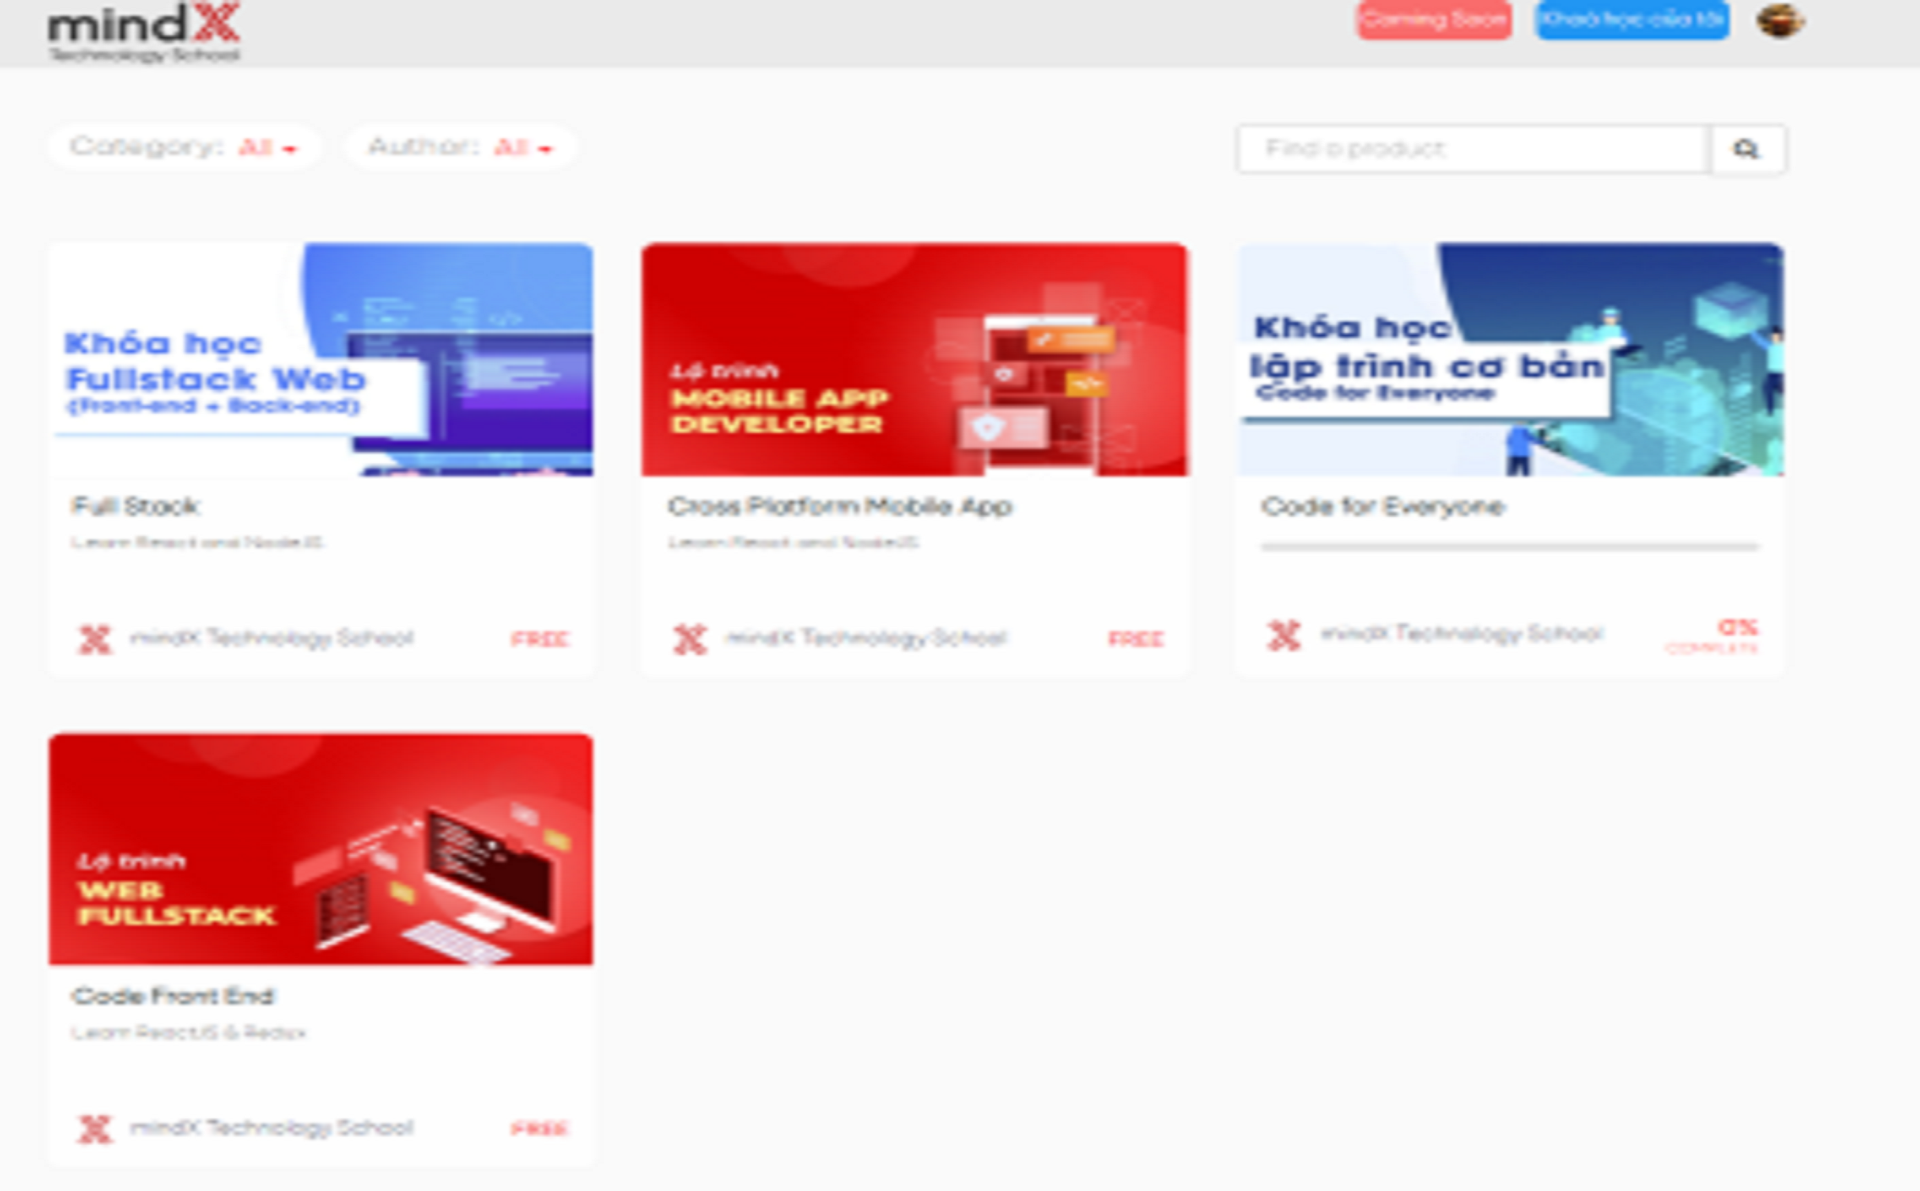 mindX
Technology School
Coming Soon
Khoá học của tôi
Category: All
Author: All
Find a product
Khóa học
Fullstack Web
(Front-end + Back-end)
Full Stack
Learn React and NodeJS
mindX Technology School
FREE
Lộ trình
MOBILE APP
DEVELOPER
Cross Platform Mobile App
Learn React and NodeJS
mindX Technology School
FREE
Khóa học
lập trình cơ bản
Code for Everyone
Code for Everyone
mindX Technology School
0%
COMPLETE
Lộ trình
WEB
FULLSTACK
Code Front End
Learn ReactJS & Redux
mindX Technology School
FREE